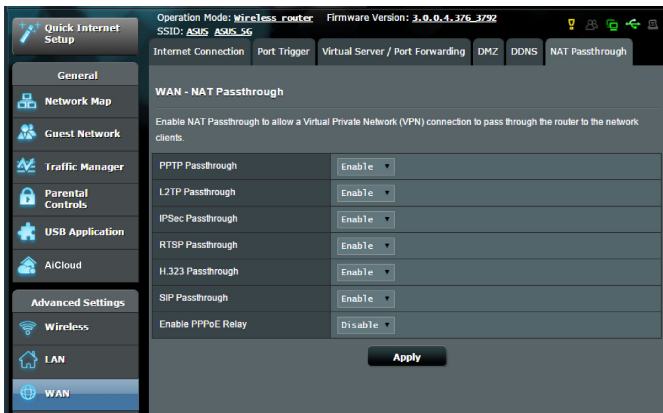 Quick Internet
Setup
Operation Mode: Wireless router Firmware Version: 3.0.0.4.376_3792
SSID: ASUS ASUS_5G
Internet Connection Port Trigger Virtual Server / Port Forwarding DMZ DDNS NAT Passthrough
General
Network Map
Guest Network
Traffic Manager
Parental
Controls
USB Application
AiCloud
Advanced Settings
Wireless
LAN
WAN
WAN - NAT Passthrough
Enable NAT Passthrough to allow a Virtual Private Network (VPN) connection to pass through the router to the network
clients.
PPTP Passthrough Enable
L2TP Passthrough Enable
IPSec Passthrough Enable
RTSP Passthrough Enable
H.323 Passthrough Enable
SIP Passthrough Enable
Enable PPPoE Relay Disable
Apply